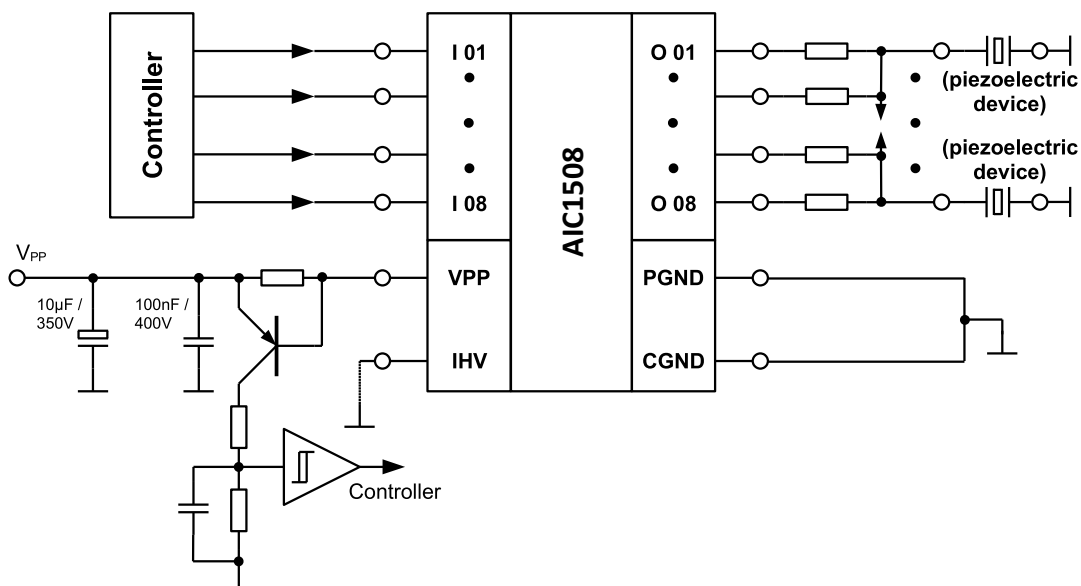 Controller
I 01
I 08
AIC1508
O 01
O 08
(piezoelectric
device)
(piezoelectric
device)
VPP
10µF /
350V
100nF /
400V
VPP
IHV
PGND
CGND
Controller